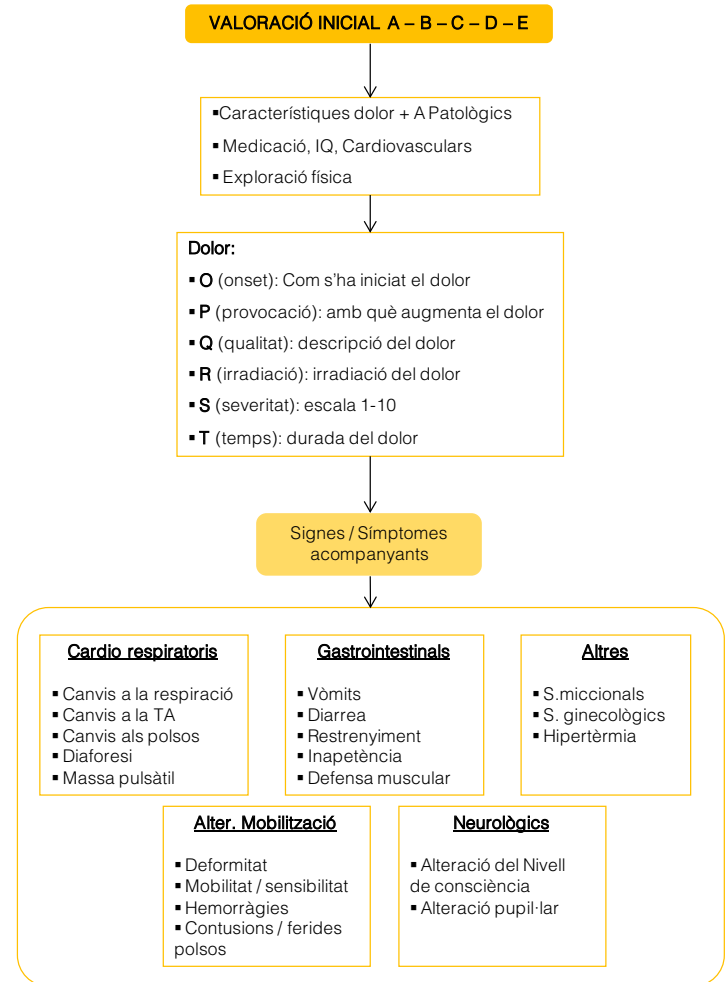 VALORACIÓ INICIAL A – B – C – D – E
▪Característiques dolor + A Patològics
▪ Medicació, IQ, Cardiovasculars
▪ Exploració física
Dolor:
▪ O (onset): Com s'ha iniciat el dolor
▪ P (provocació): amb què augmenta el dolor
▪ Q (qualitat): descripció del dolor
▪ R (irradiació): irradiació del dolor
▪ S (severitat): escala 1-10
▪ T (temps): durada del dolor
Signes / Símptomes
acompanyants
Cardio respiratoris
▪ Canvis a la respiració
▪ Canvis a la TA
▪ Canvis als polsos
▪ Diaforesi
▪ Massa pulsàtil
Gastrointestinals
▪ Vòmits
▪ Diarrea
▪ Restrenyiment
▪ Inapetència
▪ Defensa muscular
Altres
▪ S.miccionals
▪ S. ginecològics
▪ Hipertèrmia
Alter. Mobilització
▪ Deformitat
▪ Mobilitat / sensibilitat
▪ Hemorràgies
▪ Contusions / ferides
polsos
Neurològics
▪ Alteració del Nivell
de consciència
▪ Alteració pupil·lar